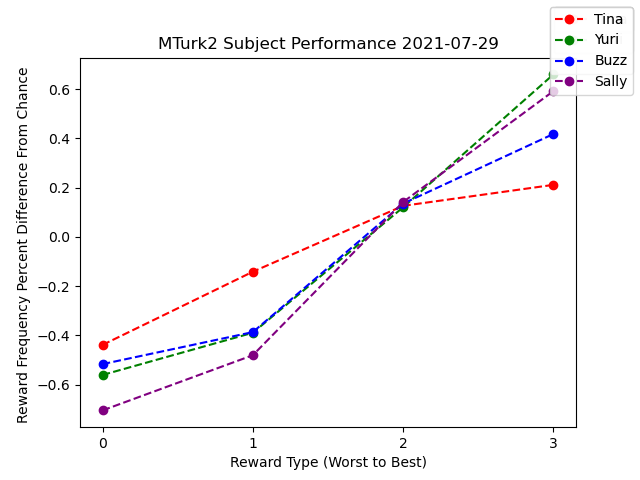 MTurk2 Subject Performance 2021-07-29
Tina
Yuri
Buzz
Sally
Reward Frequency Percent Difference From Chance
0.6
0.4
0.2
0.0
−0.2
−0.4
−0.6
0 1 2 3
Reward Type (Worst to Best)